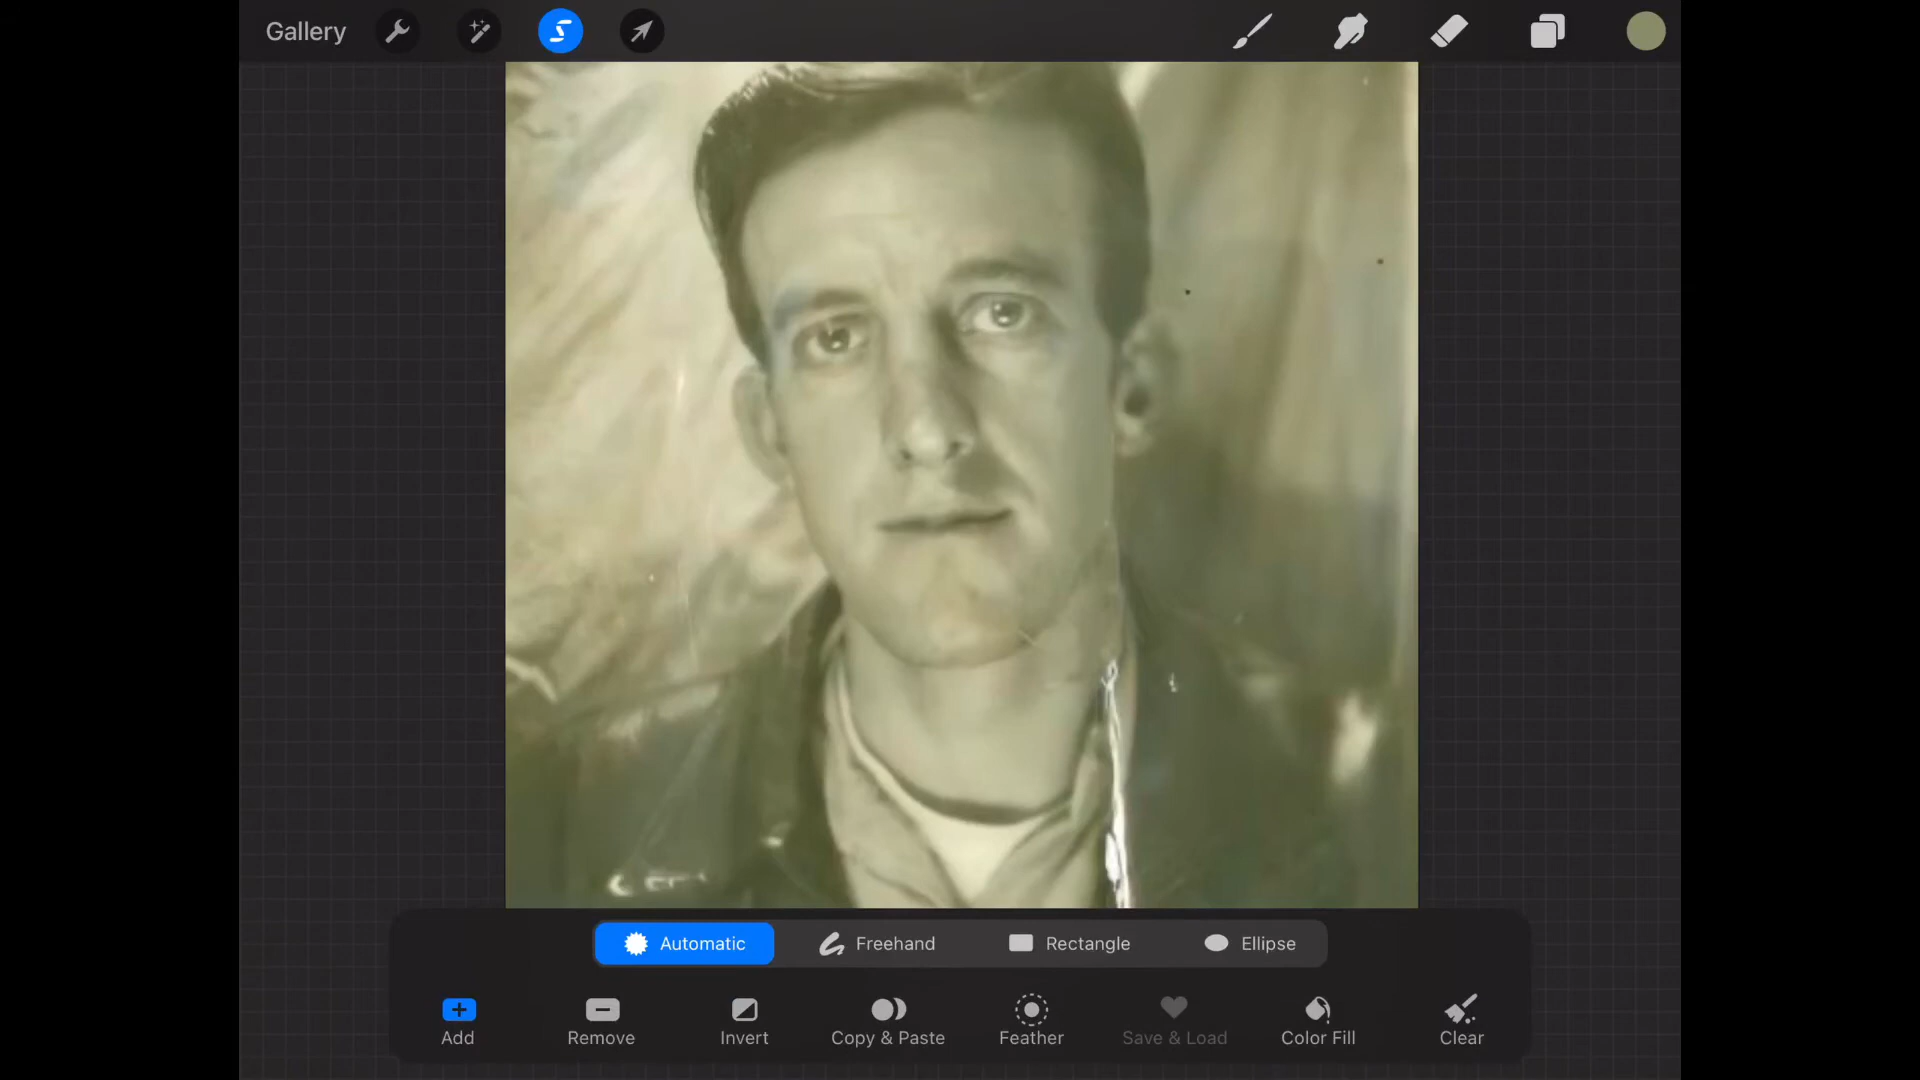 Gallery
Automatic Freehand Rectangle Ellipse
Add Remove Invert Copy & Paste Feather Save & Load Color Fill Clear